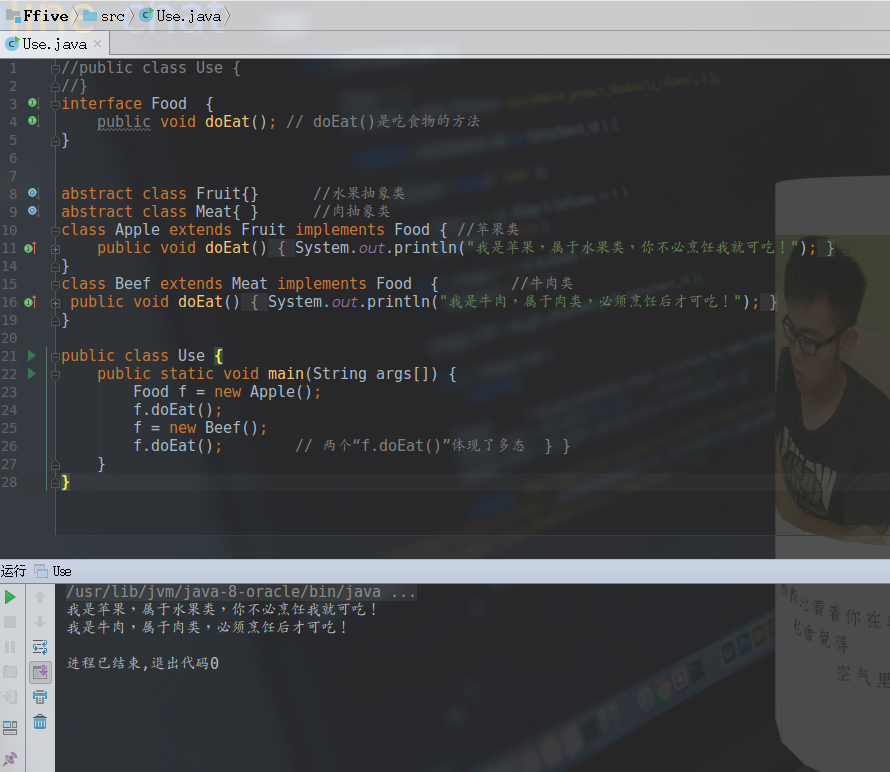 Ffive src Use.java
Use.java
1 //public class Use {
2 //}
3 interface Food  {
4     public void doEat(); // doEat()是吃食物的方法
5 }
6
7
8 abstract class Fruit{}      //水果抽象类
9 abstract class Meat{ }      //肉抽象类
10 class Apple extends Fruit implements Food { //苹果类
11     public void doEat() { System.out.println("我是苹果，属于水果类，你不必烹饪我就可吃！"); }
14 }
15 class Beef extends Meat implements Food  {        //牛肉类
16  public void doEat() { System.out.println("我是牛肉，属于肉类，必须烹饪后才可吃！"); }
19 }
20
21 public class Use {
22     public static void main(String args[]) {
23         Food f = new Apple();
24         f.doEat();
25         f = new Beef();
26         f.doEat();        // 两个“f.doEat()”体现了多态  } }
27     }
28 }
运行 Use
/usr/lib/jvm/java-8-oracle/bin/java ...
我是苹果，属于水果类，你不必烹饪我就可吃！
我是牛肉，属于肉类，必须烹饪后才可吃！
进程已结束,退出代码0
看着你在
也会觉得
空气里